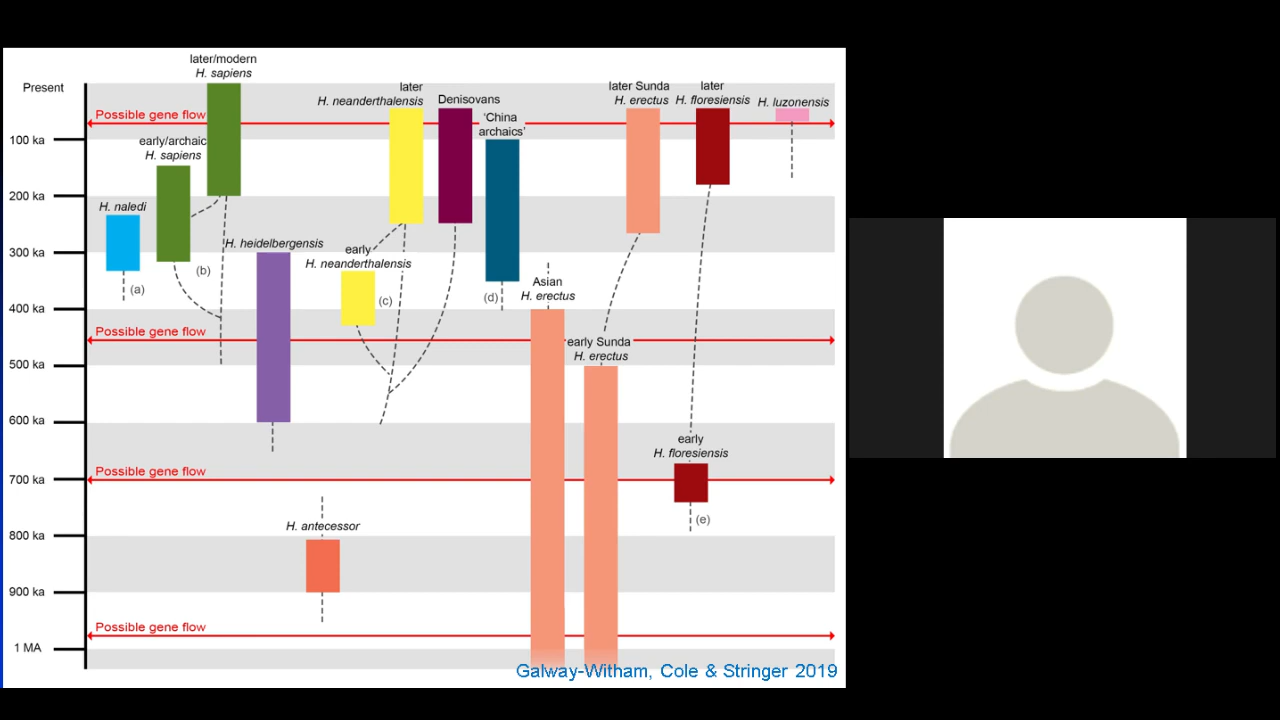 later/modern
H. sapiens
Present
later
H. neanderthalensis
Denisovans
later Sunda
H. erectus
later
H. floresiensis
H. luzonensis
Possible gene flow
'China
archaics'
100 ka
early/archaic
H. sapiens
200 ka
H. naledi
H. heidelbergensis
300 ka
early
H. neanderthalensis
(b)
(a)
(c)
(d)
Asian
H. erectus
400 ka
Possible gene flow
early Sunda
H. erectus
500 ka
600 ka
early
H. floresiensis
Possible gene flow
700 ka
(e)
H. antecessor
800 ka
900 ka
Possible gene flow
1 MA
Galway-Witham, Cole & Stringer 2019